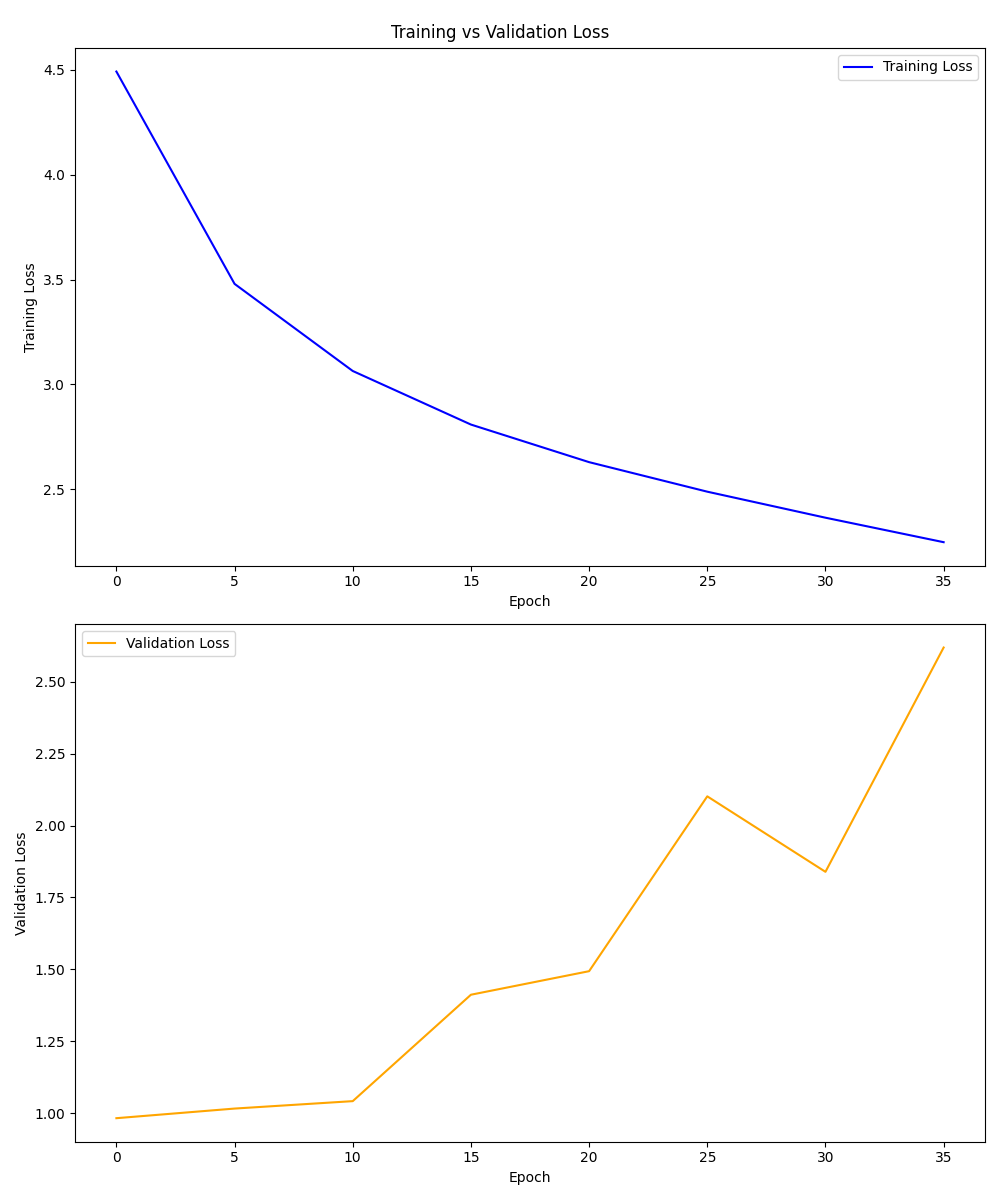 Training vs Validation Loss
Training Loss
4.5
4.0
3.5
3.0
2.5
Training Loss
0 5 10 15 20 25 30 35
Epoch
Validation Loss
2.50
2.25
2.00
1.75
1.50
1.25
1.00
Validation Loss
0 5 10 15 20 25 30 35
Epoch